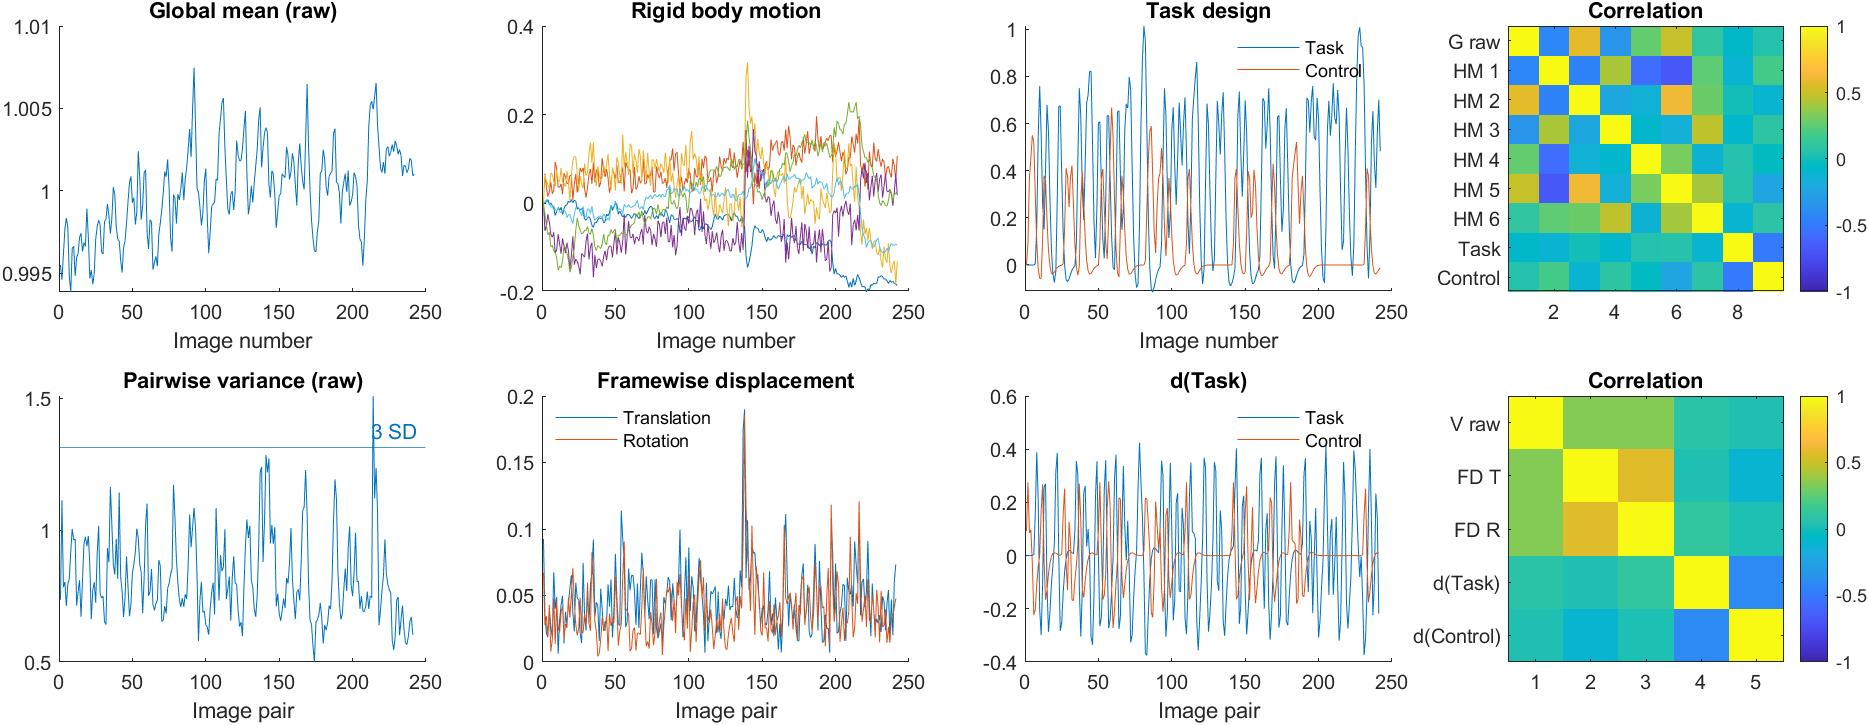 Global mean (raw)
1.01
1.005
1
0.995
0 50 100 150 200 250
Image number
Rigid body motion
0.4
0.2
0
-0.2
0 50 100 150 200 250
Image number
Task design
1
0.8
0.6
0.4
0.2
0
Task
Control
0 50 100 150 200 250
Image number
Correlation
G raw
HM 1
HM 2
HM 3
HM 4
HM 5
HM 6
Task
Control
2 4 6 8
1
0.5
0
-0.5
-1
Pairwise variance (raw)
1.5
1
0.5
3 SD
0 50 100 150 200 250
Image pair
Framewise displacement
0.2
0.15
0.1
0.05
0
Translation
Rotation
0 50 100 150 200 250
Image pair
d(Task)
0.6
0.4
0.2
0
-0.2
-0.4
Task
Control
0 50 100 150 200 250
Image pair
Correlation
V raw
FD T
FD R
d(Task)
d(Control)
1 2 3 4 5
1
0.5
0
-0.5
-1